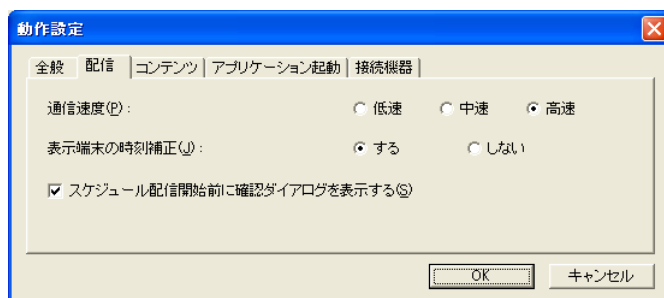 動作設定
全般 配信 コンテンツ アプリケーション起動 接続機器
通信速度(P): 低速 中速 高速
表示端末の時刻補正(J): する しない
スケジュール配信開始前に確認ダイアログを表示する(S)
OK キャンセル